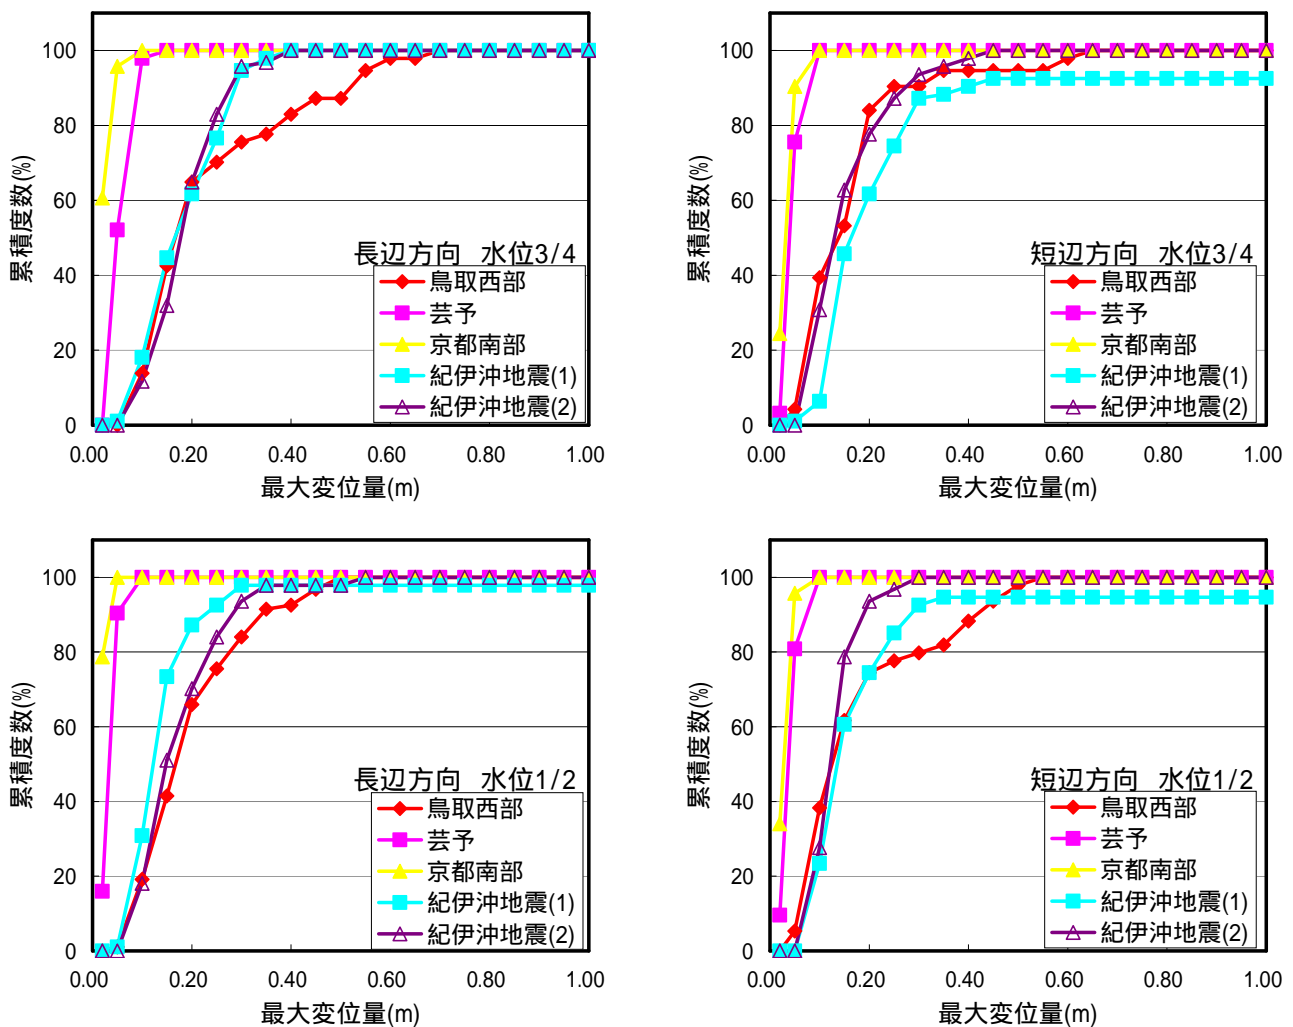 100
80
60
40
20
0
累積度数(%)
長辺方向 水位3/4
鳥取西部
芸予
京都南部
紀伊沖地震(1)
紀伊沖地震(2)
0.00 0.20 0.40 0.60 0.80 1.00
最大変位量(m)
100
80
60
40
20
0
累積度数(%)
短辺方向 水位3/4
鳥取西部
芸予
京都南部
紀伊沖地震(1)
紀伊沖地震(2)
0.00 0.20 0.40 0.60 0.80 1.00
最大変位量(m)
100
80
60
40
20
0
累積度数(%)
長辺方向 水位1/2
鳥取西部
芸予
京都南部
紀伊沖地震(1)
紀伊沖地震(2)
0.00 0.20 0.40 0.60 0.80 1.00
最大変位量(m)
100
80
60
40
20
0
累積度数(%)
短辺方向 水位1/2
鳥取西部
芸予
京都南部
紀伊沖地震(1)
紀伊沖地震(2)
0.00 0.20 0.40 0.60 0.80 1.00
最大変位量(m)